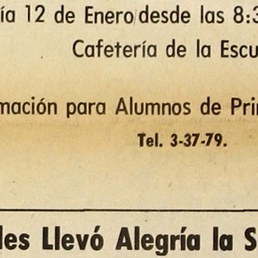 ía 12 de Enero desde las 8:3
Cafetería de la Escu
mación para Alumnos de Pri
Tel. 3-37-79.
les Llevó Alegría la S